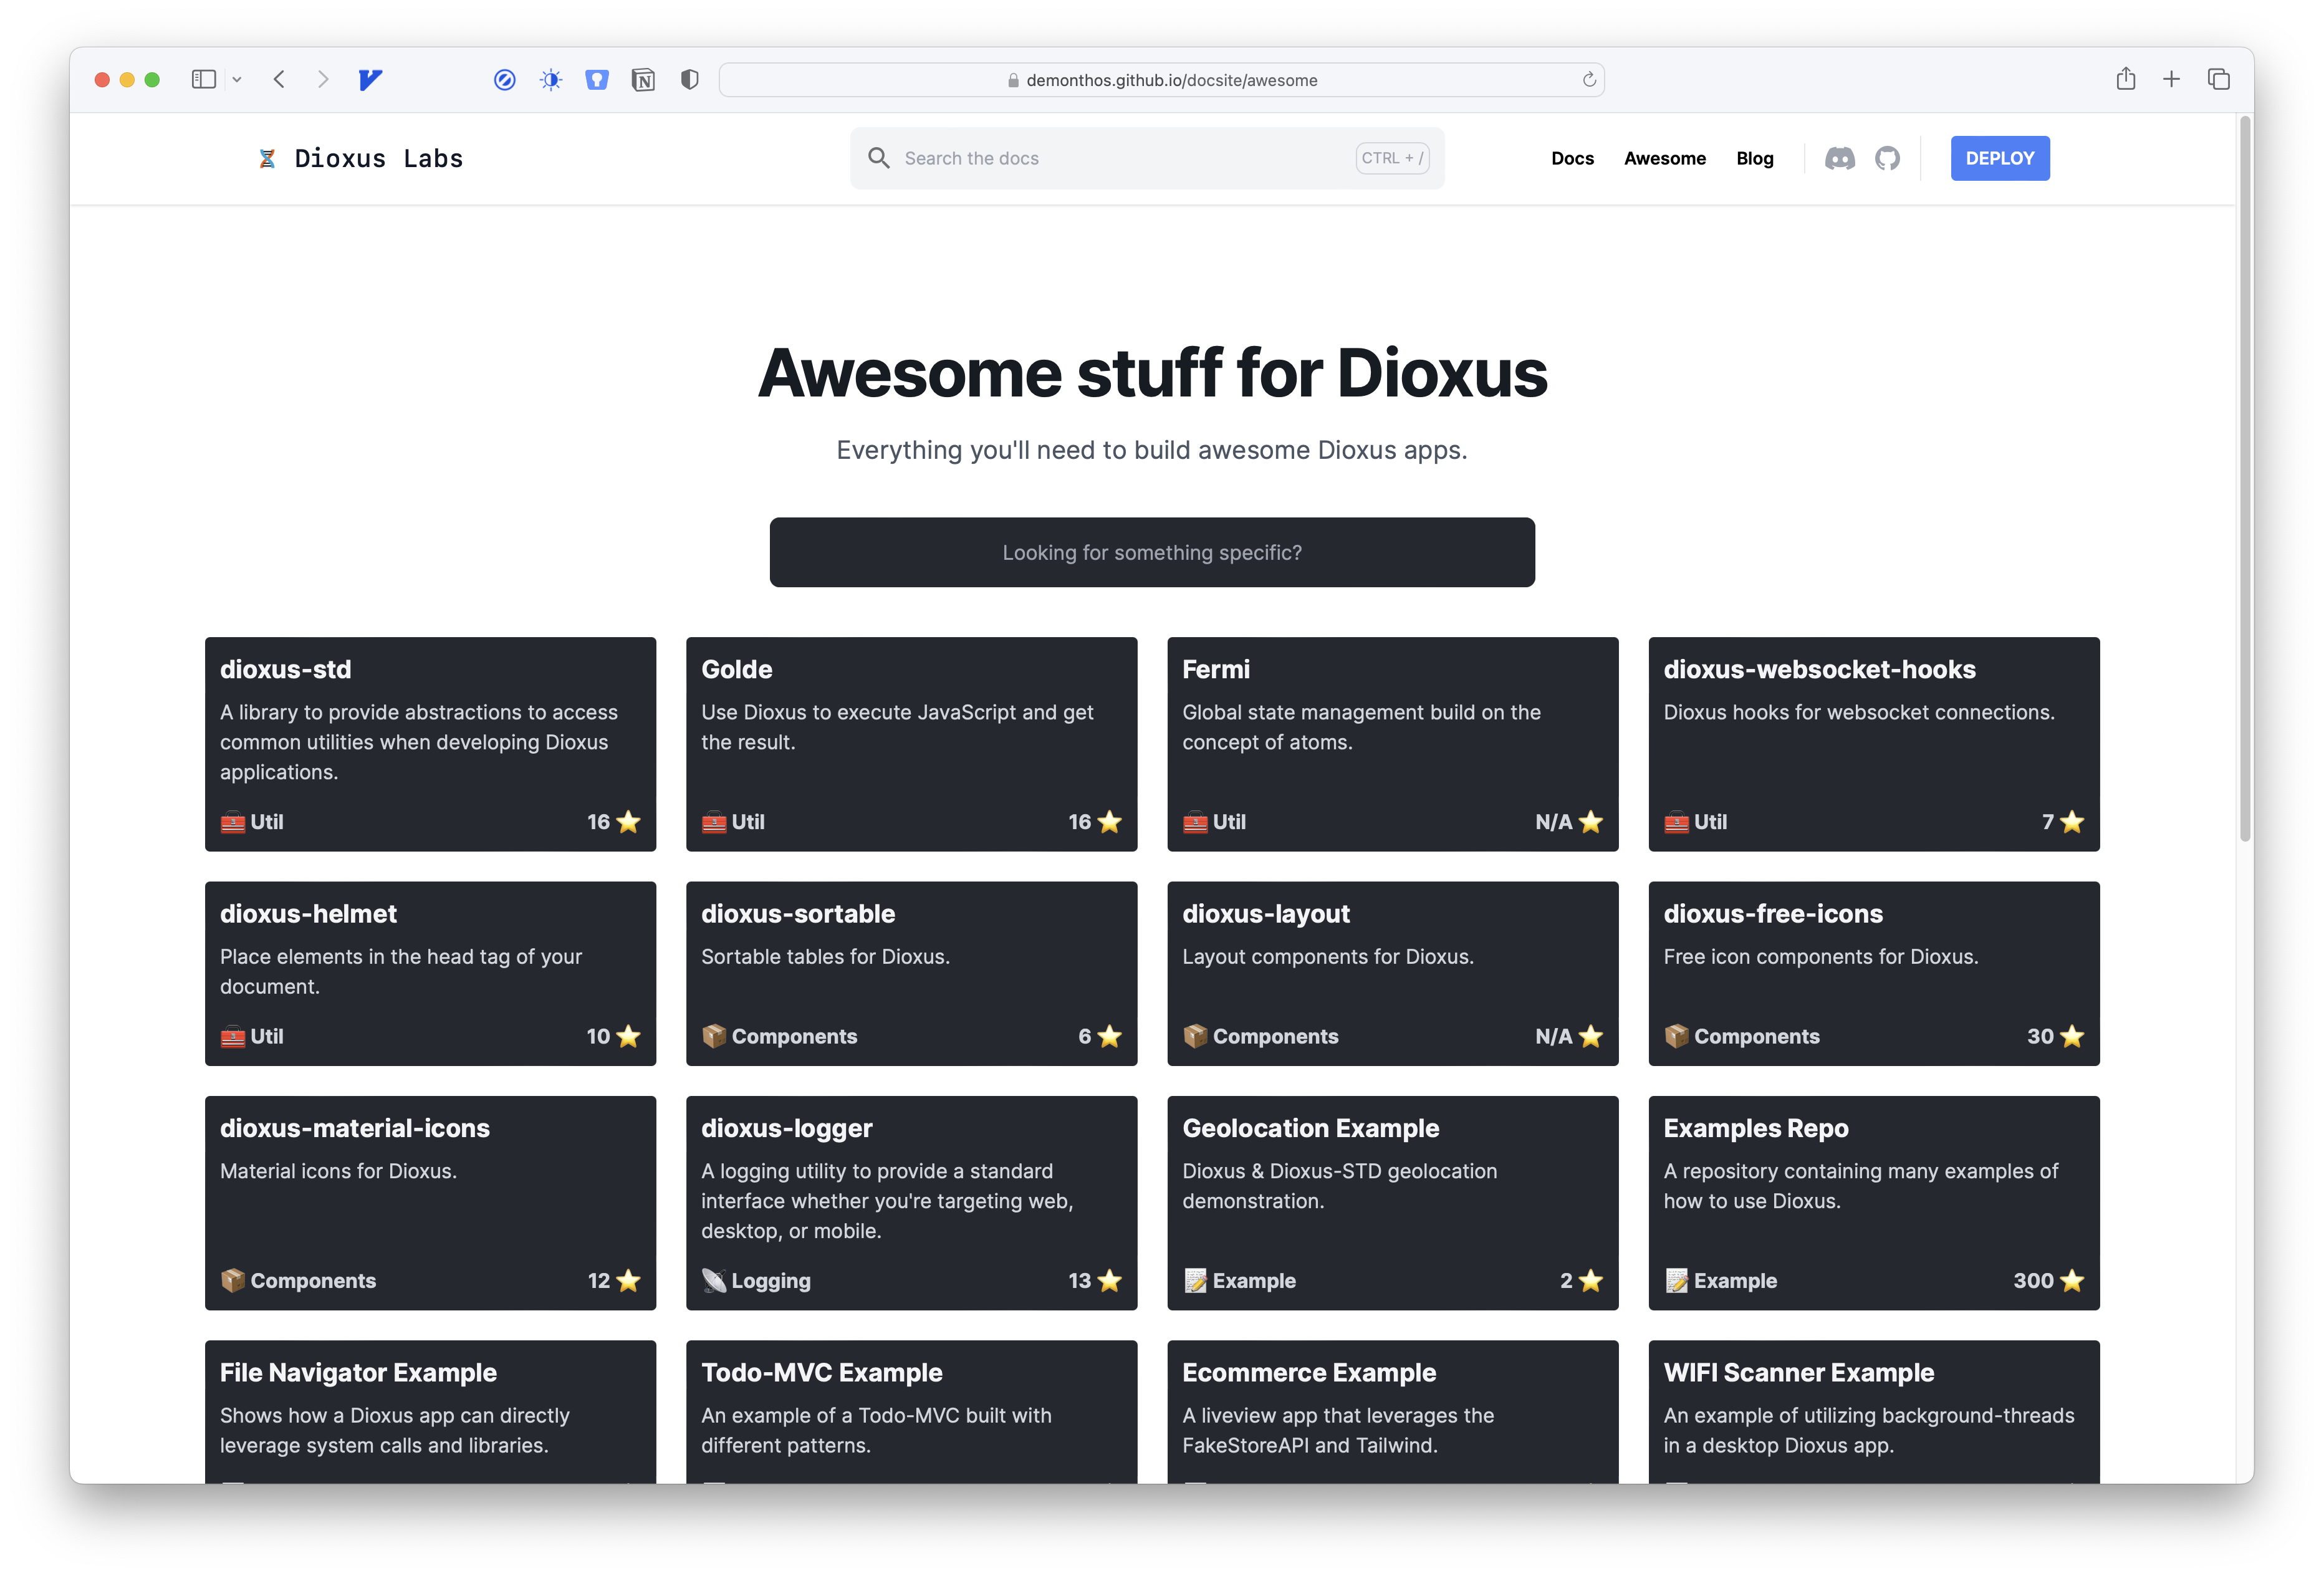 demonthos.github.io/docsite/awesome
Dioxus Labs
Search the docs
CTRL + /
Docs
Awesome
Blog
DEPLOY
Awesome stuff for Dioxus
Everything you'll need to build awesome Dioxus apps.
Looking for something specific?
dioxus-std
A library to provide abstractions to access
common utilities when developing Dioxus
applications.
Util
16
Golde
Use Dioxus to execute JavaScript and get
the result.
Util
16
Fermi
Global state management build on the
concept of atoms.
Util
N/A
dioxus-websocket-hooks
Dioxus hooks for websocket connections.
Util
7
dioxus-helmet
Place elements in the head tag of your
document.
Util
10
dioxus-sortable
Sortable tables for Dioxus.
Components
6
dioxus-layout
Layout components for Dioxus.
Components
N/A
dioxus-free-icons
Free icon components for Dioxus.
Components
30
dioxus-material-icons
Material icons for Dioxus.
Components
12
dioxus-logger
A logging utility to provide a standard
interface whether you're targeting web,
desktop, or mobile.
Logging
13
Geolocation Example
Dioxus & Dioxus-STD geolocation
demonstration.
Example
2
Examples Repo
A repository containing many examples of
how to use Dioxus.
Example
300
File Navigator Example
Shows how a Dioxus app can directly
leverage system calls and libraries.
Todo-MVC Example
An example of a Todo-MVC built with
different patterns.
Ecommerce Example
A liveview app that leverages the
FakeStoreAPI and Tailwind.
WIFI Scanner Example
An example of utilizing background-threads
in a desktop Dioxus app.